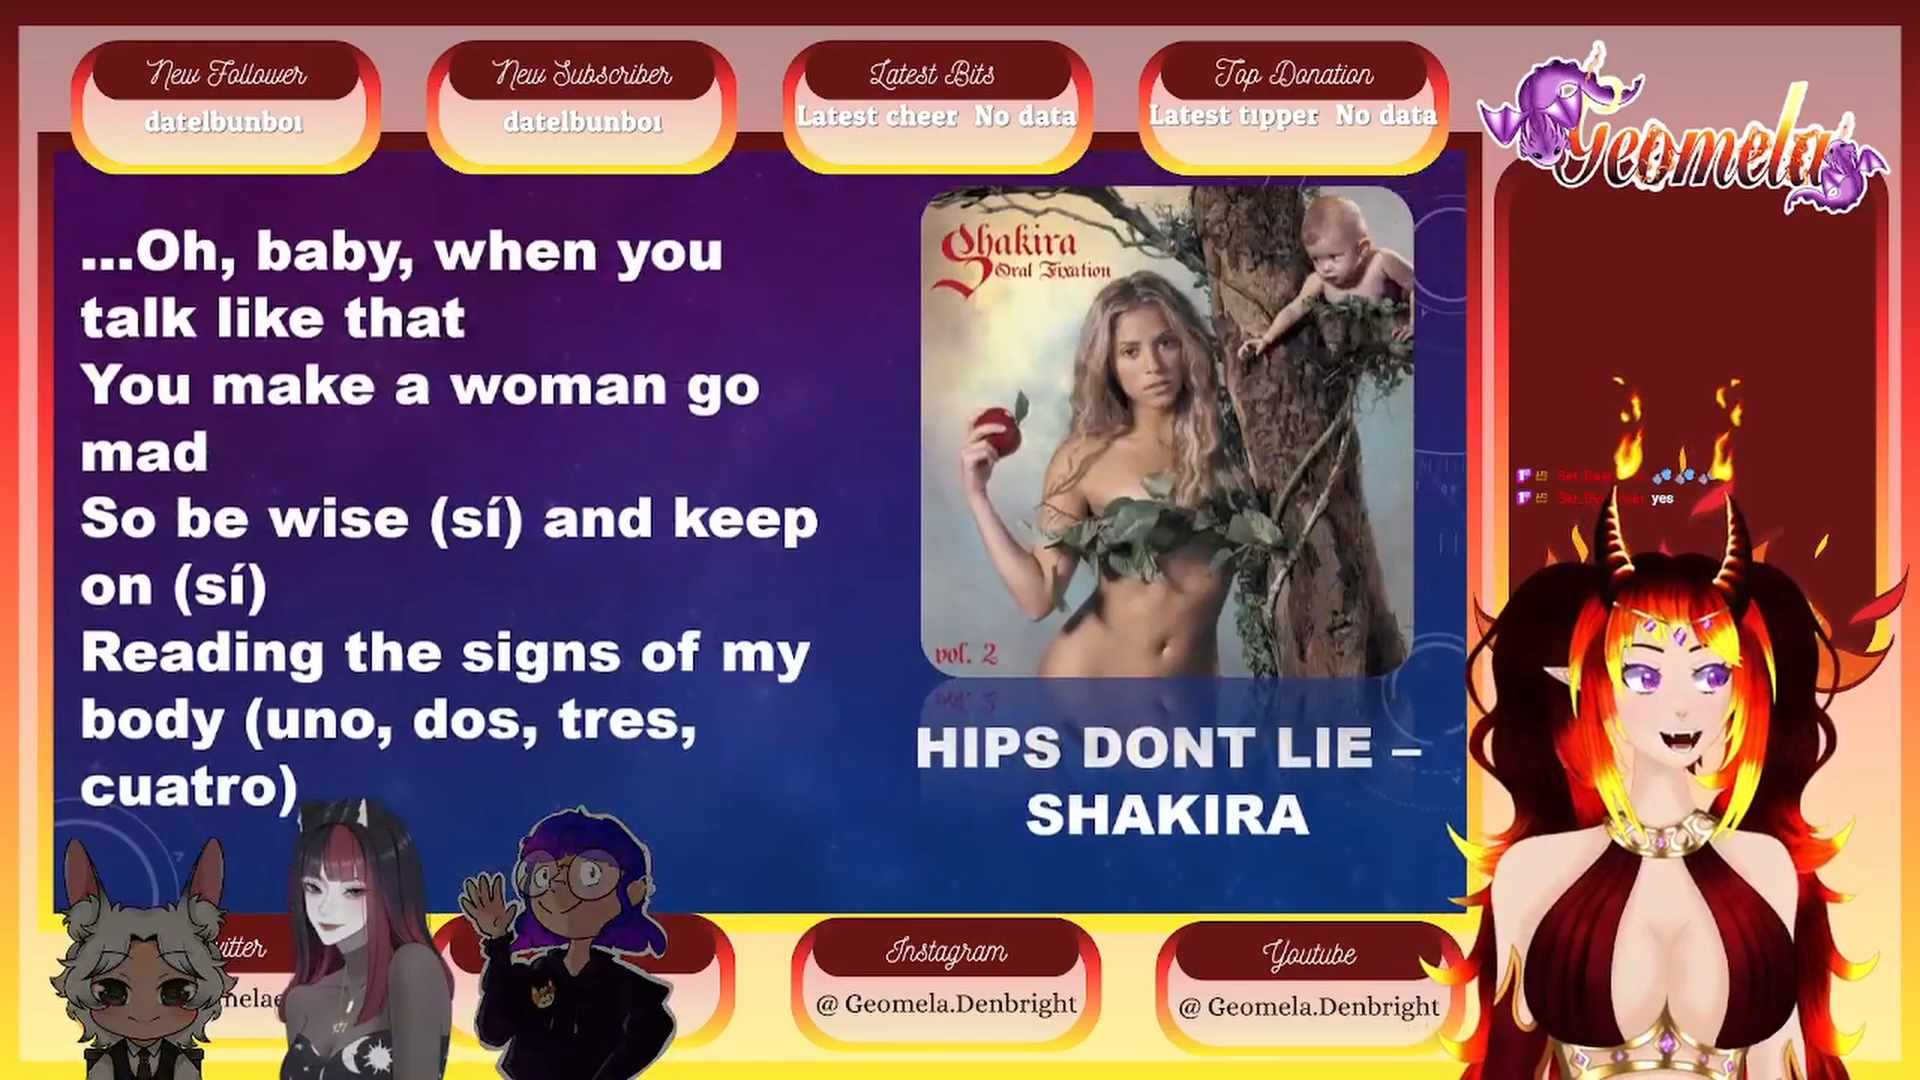 New Follower
datelbunbo1
New Subscriber
datelbunbo1
Latest Bits
Latest cheer No data
Top Donation
Latest tipper No data
Geomela
...Oh, baby, when you
talk like that
You make a woman go
mad
So be wise (sí) and keep
on (sí)
Reading the signs of my
body (uno, dos, tres,
cuatro)
Shakira
Oral Fixation
vol. 2
HIPS DONT LIE –
SHAKIRA
yes
Instagram
@ Geomela.Denbright
Youtube
@ Geomela.Denbright